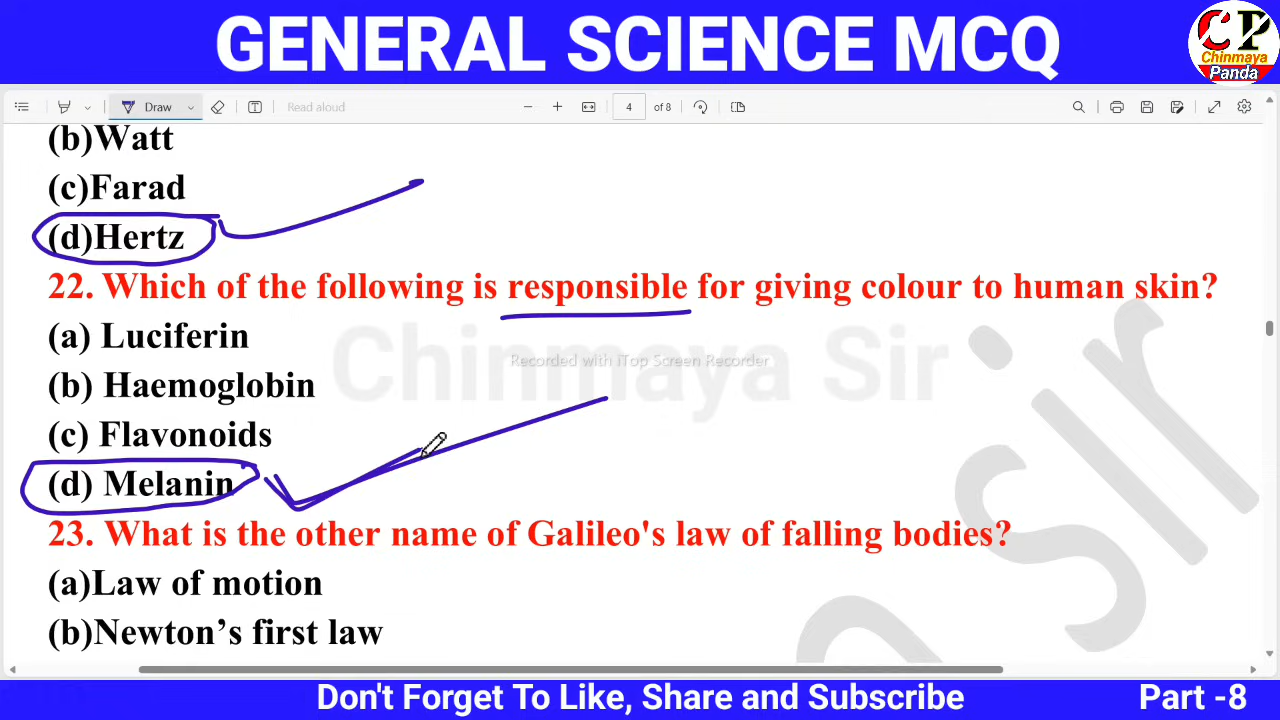 GENERAL SCIENCE MCQ
CP
Chinmaya
Panda
Draw
Read aloud
4
of 8
(b)Watt
(c)Farad
(d)Hertz
22. Which of the following is responsible for giving colour to human skin?
(a) Luciferin
Chinmaya Sir
Recorded with iTop Screen Recorder
(b) Haemoglobin
(c) Flavonoids
(d) Melanin
23. What is the other name of Galileo's law of falling bodies?
(a)Law of motion
(b)Newton’s first law
Sir
Don't Forget To Like, Share and Subscribe
Part -8